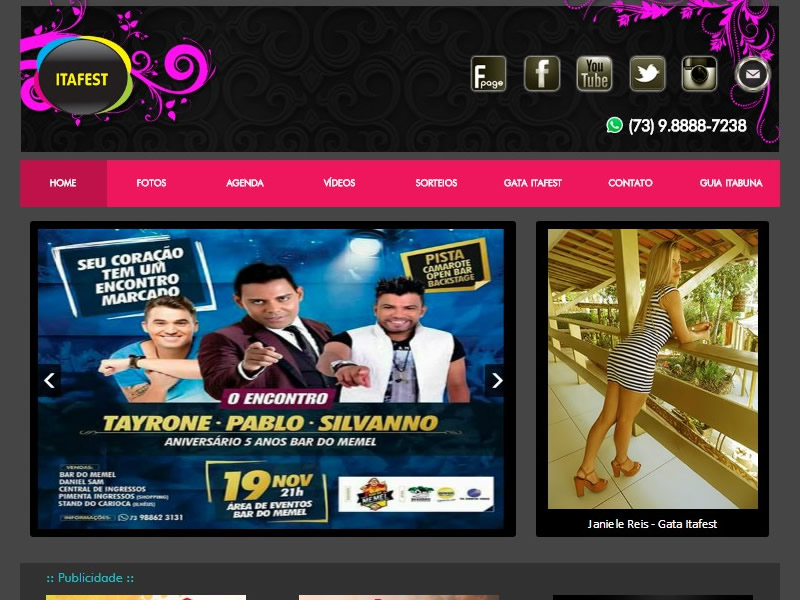 ITAFEST
F page
f
You Tube
(73) 9.8888-7238
HOME FOTOS AGENDA VÍDEOS SORTEIOS GATA ITAFEST CONTATO GUIA ITABUNA
SEU CORAÇÃO
TEM UM
ENCONTRO
MARCADO
PISTA
CAMAROTE
OPEN BAR
BACKSTAGE
O ENCONTRO
TAYRONE · PABLO · SILVANNO
ANIVERSÁRIO 5 ANOS BAR DO MEMEL
VENDAS:
BAR DO MEMEL
DANIEL SAM
CENTRAL DE INGRESSOS
PIMENTA INGRESSOS (SHOPPING)
STAND DO CARIOCA (ILHÉUS)
INFORMAÇÕES: 73 98862 3131
19 NOV
21h
ÁREA DE EVENTOS
BAR DO MEMEL
MEMEL
Janiele Reis - Gata Itafest
:: Publicidade ::